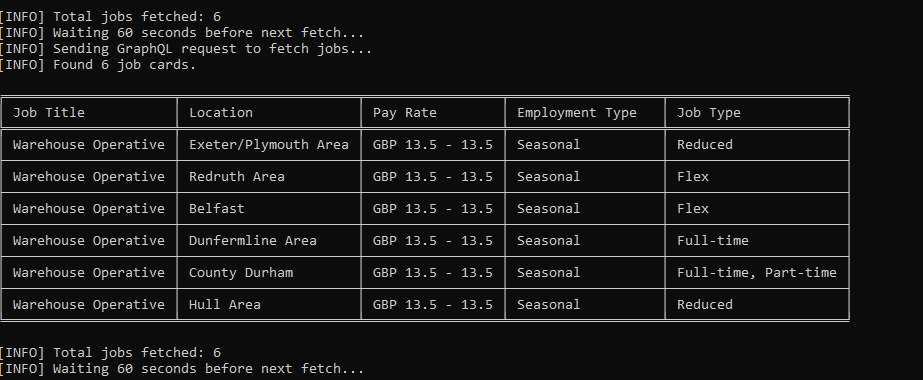 [INFO] Total jobs fetched: 6
[INFO] Waiting 60 seconds before next fetch...
[INFO] Sending GraphQL request to fetch jobs...
[INFO] Found 6 job cards.
Job Title Location Pay Rate Employment Type Job Type
Warehouse Operative Exeter/Plymouth Area GBP 13.5 - 13.5 Seasonal Reduced
Warehouse Operative Redruth Area GBP 13.5 - 13.5 Seasonal Flex
Warehouse Operative Belfast GBP 13.5 - 13.5 Seasonal Flex
Warehouse Operative Dunfermline Area GBP 13.5 - 13.5 Seasonal Full-time
Warehouse Operative County Durham GBP 13.5 - 13.5 Seasonal Full-time, Part-time
Warehouse Operative Hull Area GBP 13.5 - 13.5 Seasonal Reduced
[INFO] Total jobs fetched: 6
[INFO] Waiting 60 seconds before next fetch...